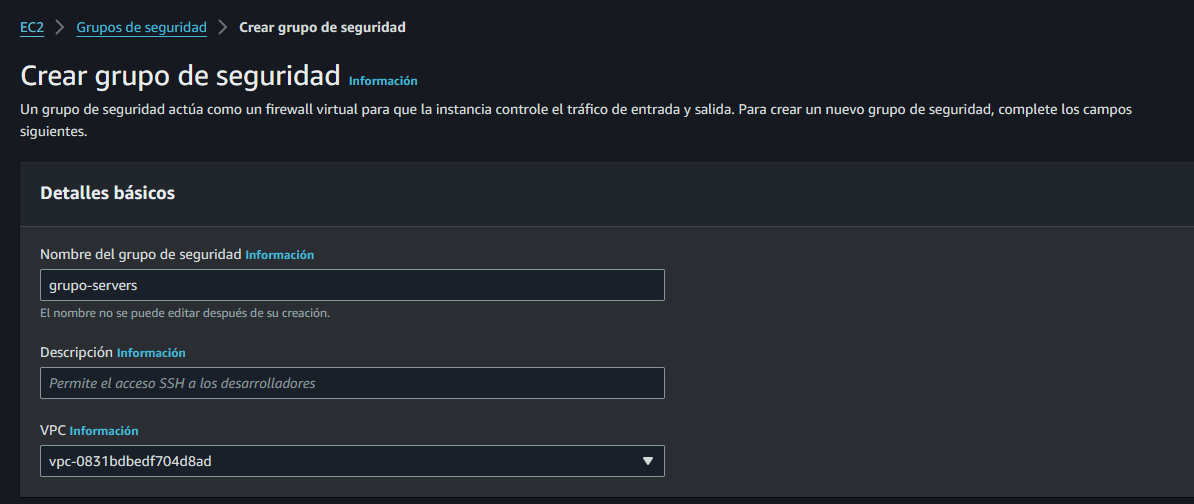 EC2 > Grupos de seguridad > Crear grupo de seguridad
Crear grupo de seguridad Información
Un grupo de seguridad actúa como un firewall virtual para que la instancia controle el tráfico de entrada y salida. Para crear un nuevo grupo de seguridad, complete los campos
siguientes.
Detalles básicos
Nombre del grupo de seguridad Información
grupo-servers
El nombre no se puede editar después de su creación.
Descripción Información
Permite el acceso SSH a los desarrolladores
VPC Información
vpc-0831bdbedf704d8ad